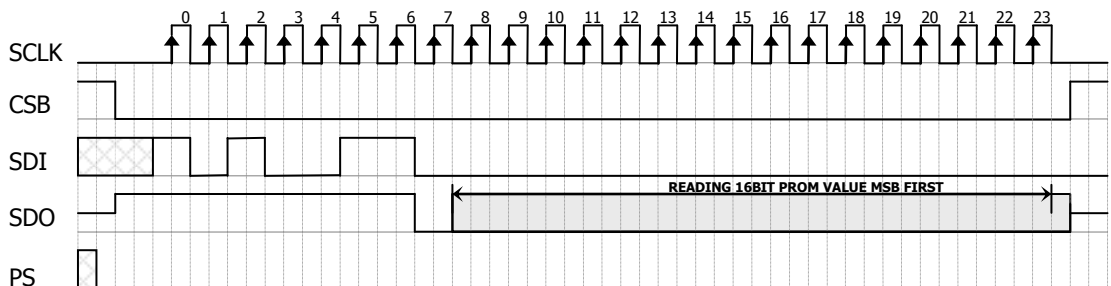 0 1 2 3 4 5 6 7 8 9 10 11 12 13 14 15 16 17 18 19 20 21 22 23
SCLK
CSB
SDI
READING 16BIT PROM VALUE MSB FIRST
SDO
PS